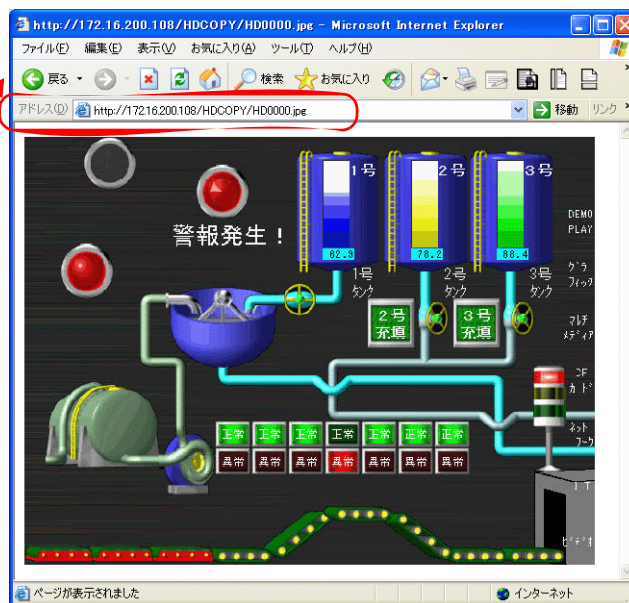 http://172.16.200.108/HDCOPY/HD0000.jpg - Microsoft Internet Explorer
ファイル(F) 編集(E) 表示(V) お気に入り(A) ツール(T) ヘルプ(H)
戻る 検索 お気に入り
アドレス(D) http://172.16.200.108/HDCOPY/HD0000.jpg 移動 リンク
1号 2号 3号
DEMO
PLAY
警報発生！
62.9 78.2 88.4
1号 2号 3号
タンク タンク タンク
グラ
フィック
2号 3号
充填 充填
マルチ
メディア
CF
カード
正常 正常 正常 正常 正常 正常 正常
ネット
ワーク
異常 異常 異常 異常 異常 異常 異常
ビデオ
ページが表示されました インターネット